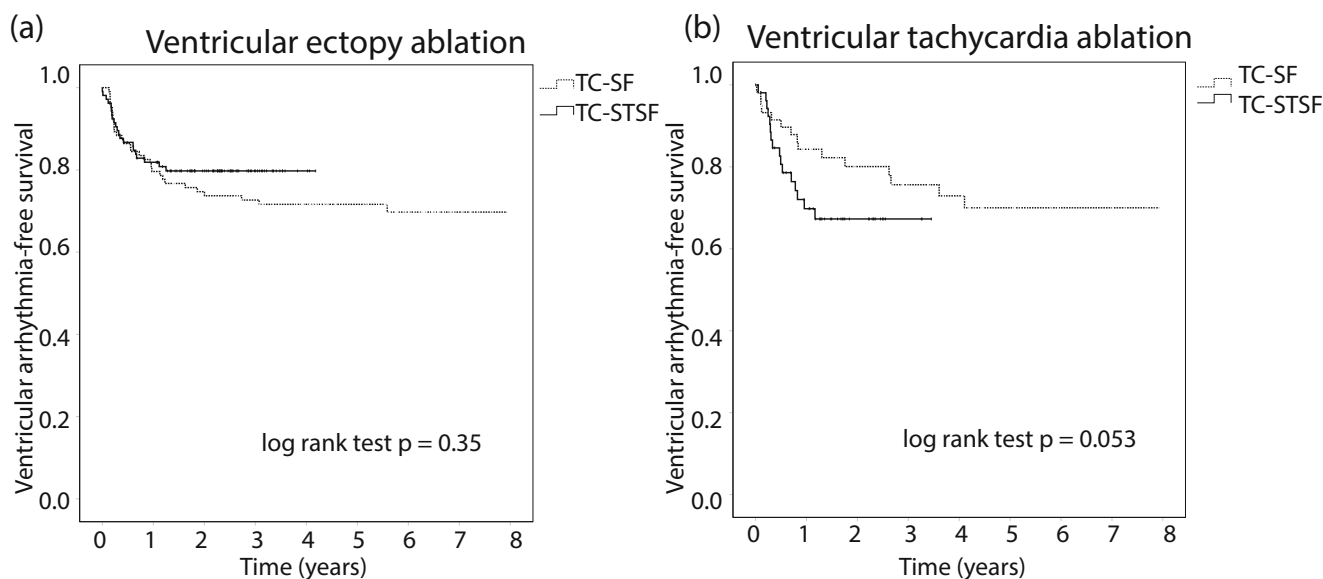 (a)
Ventricular ectopy ablation
TC-SF
TC-STSF
Ventricular arrhythmia-free survival
1.0
0.8
0.6
0.4
0.2
0.0
log rank test p = 0.35
0 1 2 3 4 5 6 7 8
Time (years)
(b)
Ventricular tachycardia ablation
TC-SF
TC-STSF
Ventricular arrhythmia-free survival
1.0
0.8
0.6
0.4
0.2
0.0
log rank test p = 0.053
0 1 2 3 4 5 6 7 8
Time (years)